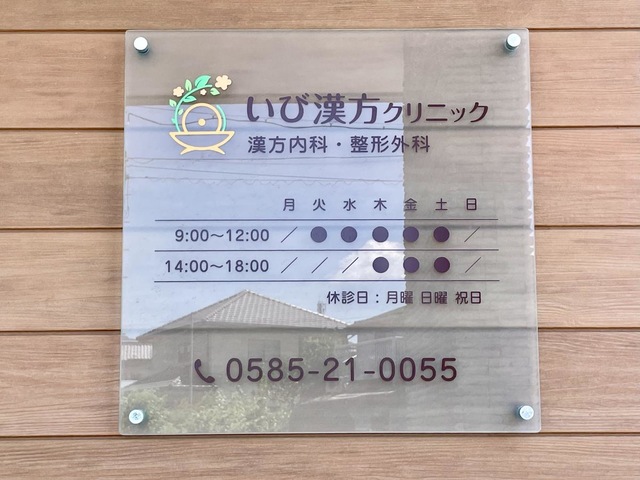 いび漢方クリニック
漢方内科・整形外科
月 火 水 木 金 土 日
9:00〜12:00 ／ ● ● ● ● ● ／
14:00〜18:00 ／ ／ ／ ● ● ● ／
休診日：月曜 日曜 祝日
0585-21-0055